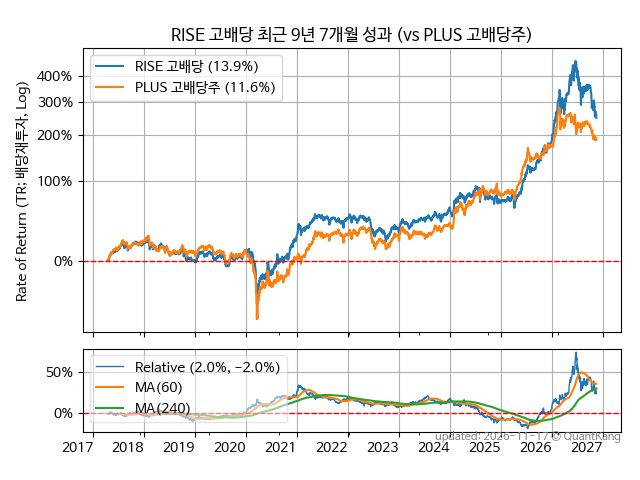 RISE 고배당 최근 9년 7개월 성과 (vs PLUS 고배당주)
Rate of Return (TR; 배당재투자, Log)
RISE 고배당 (13.9%)
PLUS 고배당주 (11.6%)
400%
300%
200%
100%
0%
Relative (2.0%, −2.0%)
MA(60)
MA(240)
50%
0%
updated: 2026−11−17 © QuantKang
2017 2018 2019 2020 2021 2022 2023 2024 2025 2026 2027